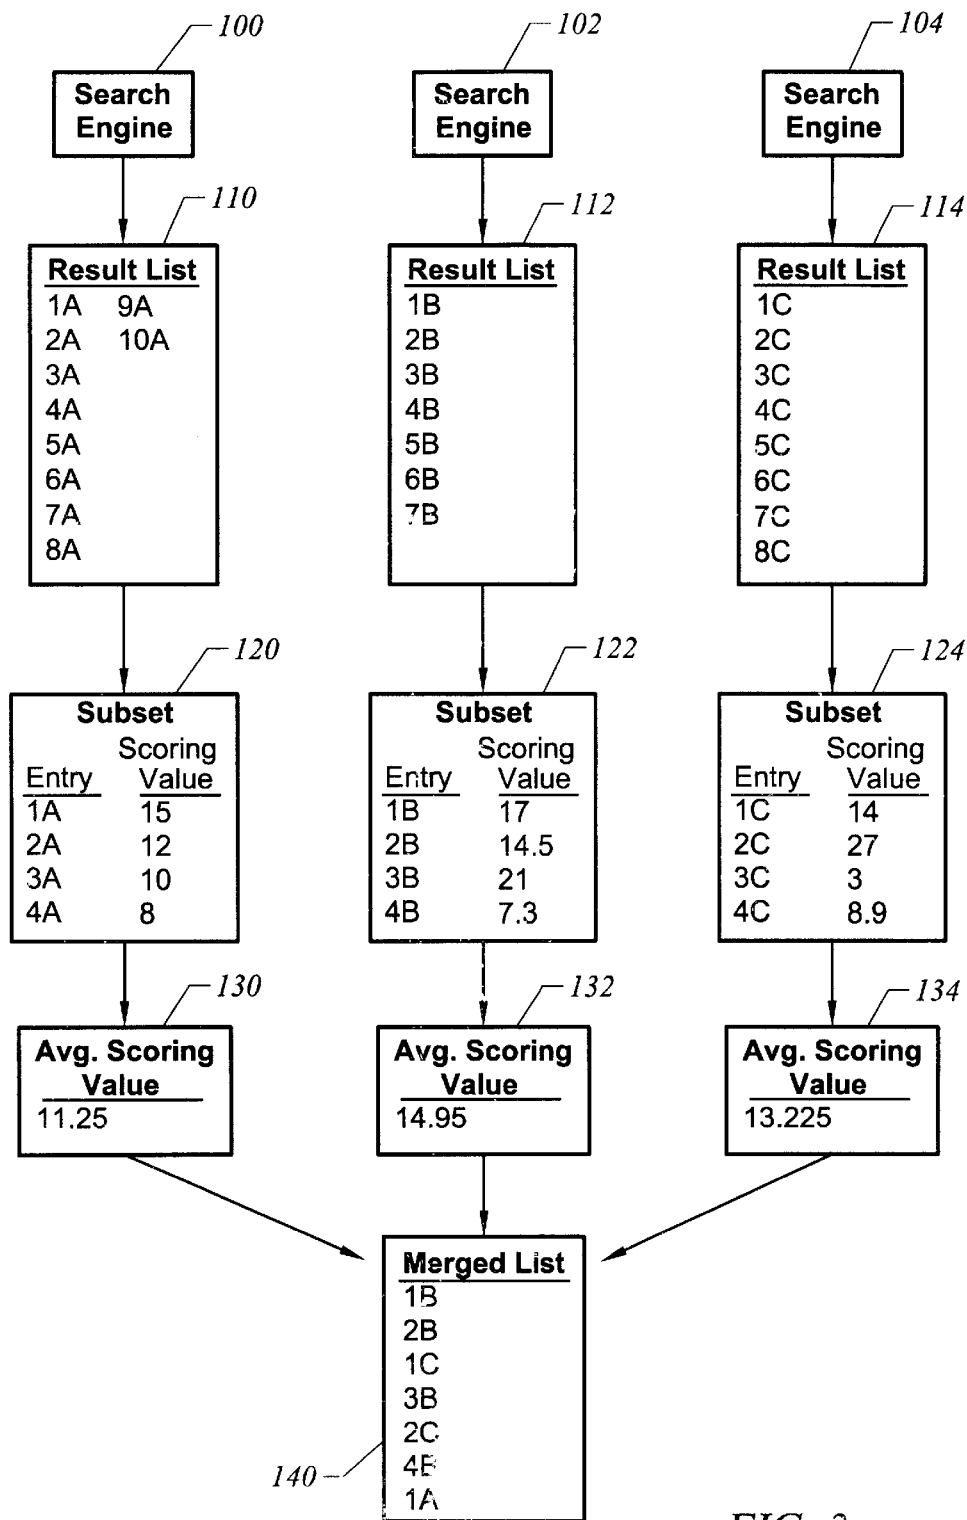 100
102
104
Search Engine
Search Engine
Search Engine
110
112
114
Result List
1A 9A
2A 10A
3A
4A
5A
6A
7A
8A
Result List
1B
2B
3B
4B
5B
6B
7B
Result List
1C
2C
3C
4C
5C
6C
7C
8C
120
122
124
Subset
Scoring
Entry Value
1A 15
2A 12
3A 10
4A 8
Subset
Scoring
Entry Value
1B 17
2B 14.5
3B 21
4B 7.3
Subset
Scoring
Entry Value
1C 14
2C 27
3C 3
4C 8.9
130
132
134
Avg. Scoring
Value
11.25
Avg. Scoring
Value
14.95
Avg. Scoring
Value
13.225
Merged List
1B
2B
1C
3B
2C
4B
1A
140